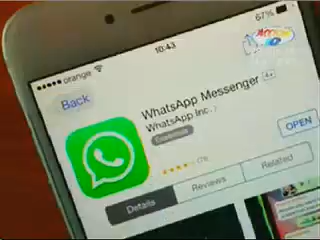 orange
10:43
67%
Back
WhatsApp Messenger 4+
WhatsApp Inc.
OPEN
Details
Reviews
Related